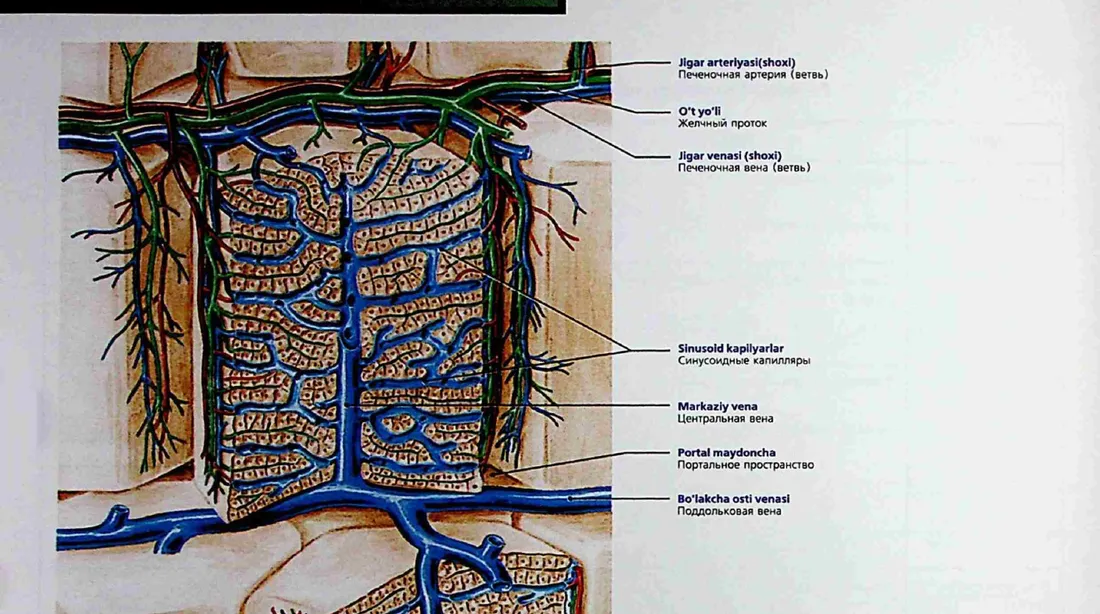 Jigar arteriyasi(shoxi)
Печеночная артерия (ветвь)
O't yo'li
Желчный проток
Jigar venasi (shoxi)
Печеночная вена (ветвь)
Sinusoid kapilyarlar
Синусоидные капилляры
Markaziy vena
Центральная вена
Portal maydoncha
Портальное пространство
Bo'lakcha osti venasi
Поддольковая вена